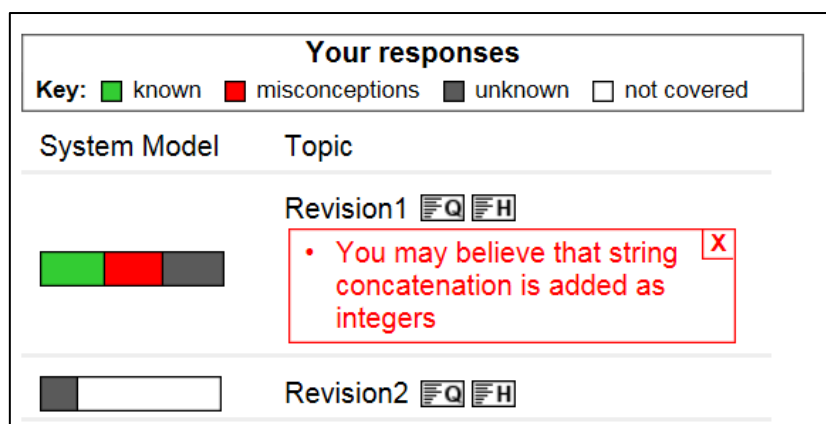 Your responses
Key: known misconceptions unknown not covered
System Model Topic
Revision1 Q H
X
• You may believe that string
concatenation is added as
integers
Revision2 Q H